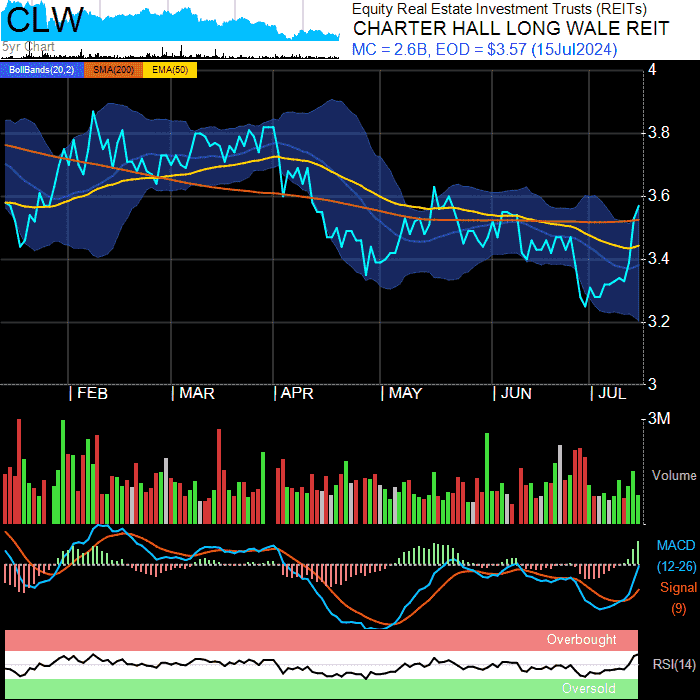 CLW
5yr Chart
Equity Real Estate Investment Trusts (REITs)
CHARTER HALL LONG WALE REIT
MC = 2.6B, EOD = $3.57 (15Jul2024)
BollBands(20,2) SMA(200) EMA(50)
4
3.8
3.6
3.4
3.2
3
FEB MAR APR MAY JUN JUL
3M
Volume
MACD
(12-26)
Signal
(9)
Overbought
RSI(14)
Oversold